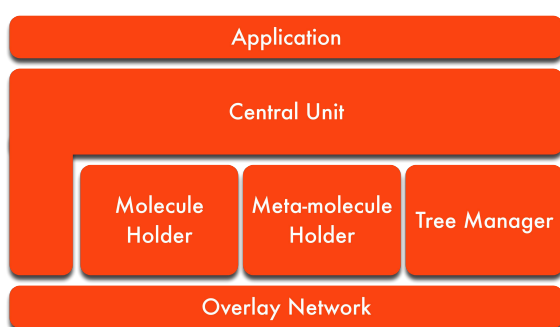 Application
Central Unit
Molecule
Holder
Meta-molecule
Holder
Tree Manager
Overlay Network